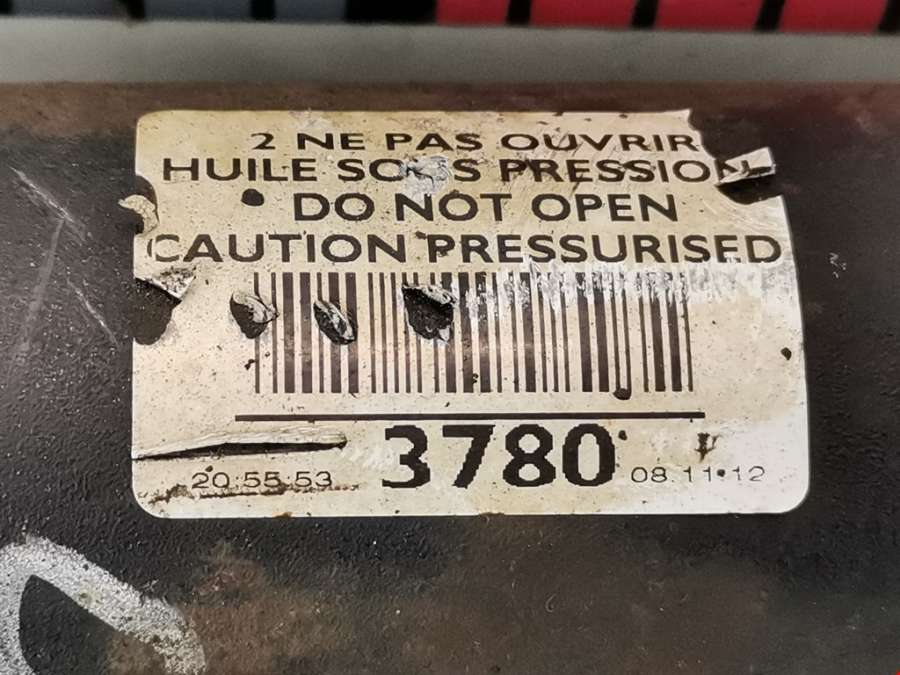 2 NE PAS OUVRIR
HUILE SOUS PRESSION
DO NOT OPEN
CAUTION PRESSURISED
3780
20:55:53 08.11.12